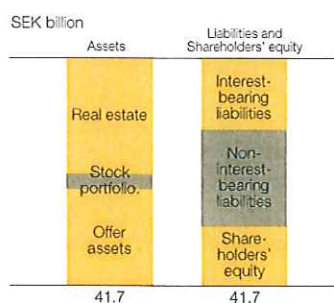 SEK billion
Assets
Liabilities and
Shareholders' equity
Real estate
Stock
portfolio.
Offer
assets
Interest-
bearing
liabilities
Non-
interest-
bearing
liabilities
Share-
holders'
equity
41.7
41.7